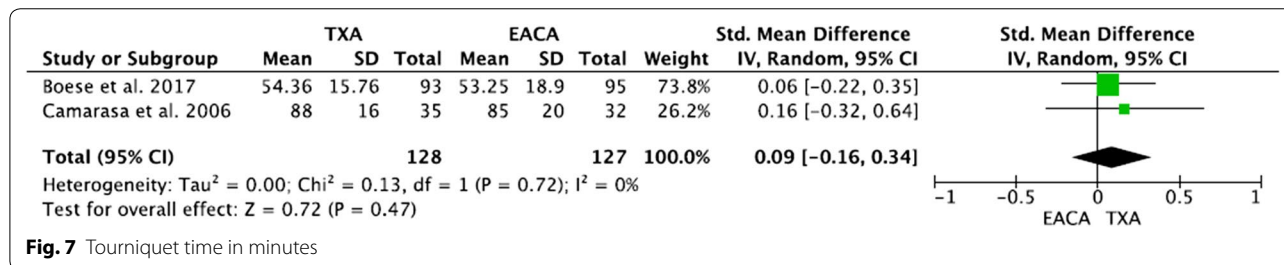 TXA EACA Std. Mean Difference Std. Mean Difference
Study or Subgroup Mean SD Total Mean SD Total Weight IV, Random, 95% CI IV, Random, 95% CI
Boese et al. 2017 54.36 15.76 93 53.25 18.9 95 73.8% 0.06 [-0.22, 0.35]
Camarasa et al. 2006 88 16 35 85 20 32 26.2% 0.16 [-0.32, 0.64]
Total (95% CI) 128 127 100.0% 0.09 [-0.16, 0.34]
Heterogeneity: Tau² = 0.00; Chi² = 0.13, df = 1 (P = 0.72); I² = 0%
Test for overall effect: Z = 0.72 (P = 0.47)
-1 -0.5 0 0.5 1
EACA TXA
Fig. 7 Tourniquet time in minutes